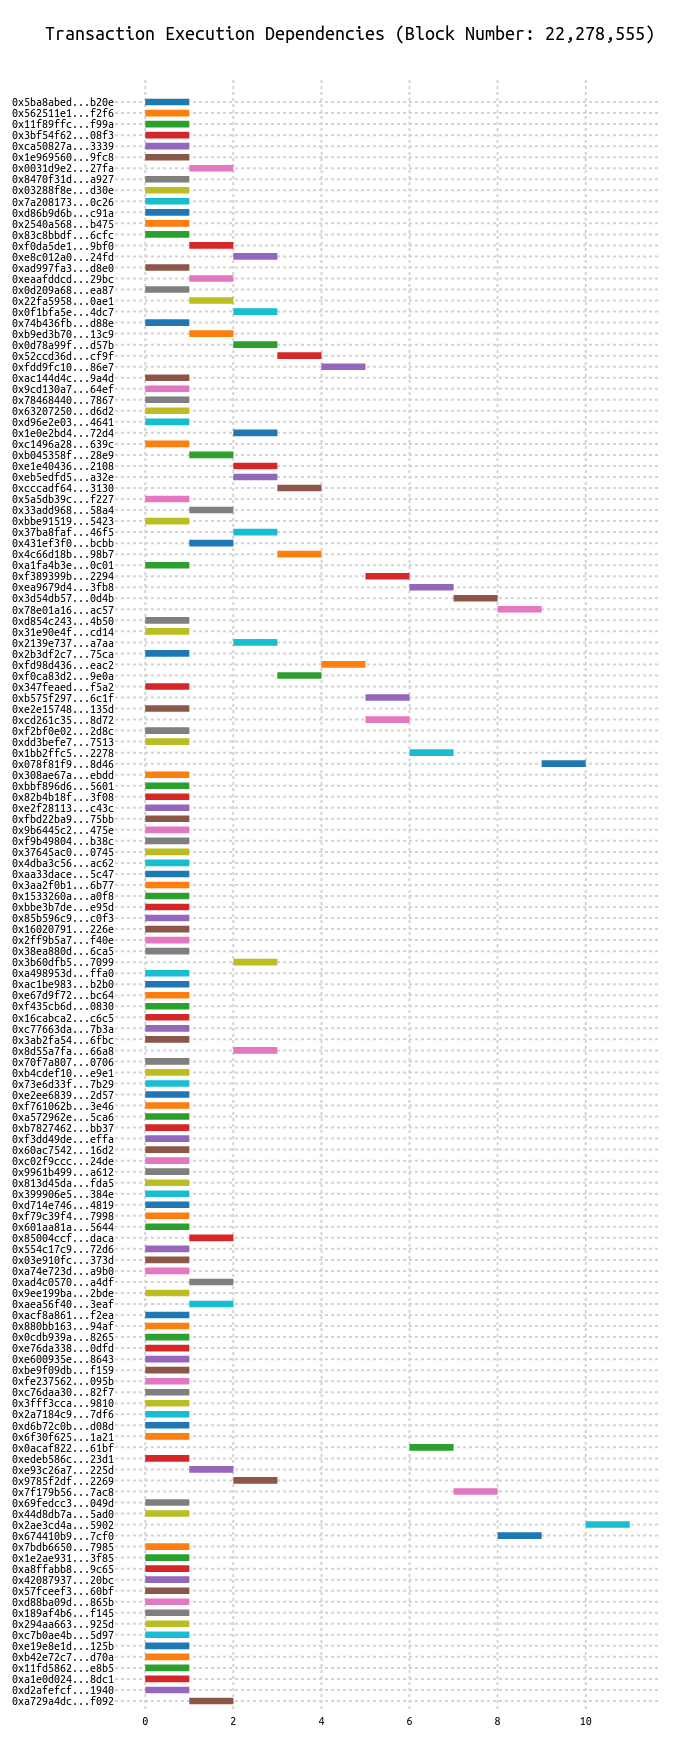 Transaction Execution Dependencies (Block Number: 22,278,555)
0x5ba8abed...b20e
0x562511e1...f2f6
0x11f89ffc...f99a
0x3bf54f62...08f3
0xca50827a...3339
0x1e969560...9fc8
0x0031d9e2...27fa
0x8470f31d...a927
0x03288f8e...d30e
0x7a208173...0c26
0xd86b9d6b...c91a
0x2540a568...b475
0x83c8bbdf...6cfc
0xf0da5de1...9bf0
0xe8c012a0...24fd
0xad997fa3...d8e0
0xeaafddcd...29bc
0x0d209a68...ea87
0x22fa5958...0ae1
0x0f1bfa5e...4dc7
0x74b436fb...d88e
0xb9ed3b70...13c9
0x0d78a99f...d57b
0x52ccd36d...cf9f
0xfdd9fc10...86e7
0xac144d4c...9a4d
0x9cd130a7...64ef
0x78468440...7867
0x63207250...d6d2
0xd96e2e03...4641
0x1e0e2bd4...72d4
0xc1496a28...639c
0xb045358f...28e9
0xe1e40436...2108
0xeb5edfd5...a32e
0xcccadf64...3130
0x5a5db39c...f227
0x33add968...58a4
0xbbe91519...5423
0x37ba8faf...46f5
0x431ef3f0...bcbb
0x4c66d18b...98b7
0xa1fa4b3e...0c01
0xf389399b...2294
0xea9679d4...3fb8
0x3d54db57...0d4b
0x78e01a16...ac57
0xd854c243...4b50
0x31e90e4f...cd14
0x2139e737...a7aa
0x2b3df2c7...75ca
0xfd98d436...eac2
0xf0ca83d2...9e0a
0x347feaed...f5a2
0xb575f297...6c1f
0xe2e15748...135d
0xcd261c35...8d72
0xf2bf0e02...2d8c
0xdd3befe7...7513
0x1bb2ffc5...2278
0x078f81f9...8d46
0x308ae67a...ebdd
0xbbf896d6...5601
0x82b4b18f...3f08
0xe2f28113...c43c
0xfbd22ba9...75bb
0x9b6445c2...475e
0xf9b49804...b38c
0x37645ac0...0745
0x4dba3c56...ac62
0xaa33dace...5c47
0x3aa2f0b1...6b77
0x1533260a...a0f8
0xbbe3b7de...e95d
0x85b596c9...c0f3
0x16020791...226e
0x2ff9b5a7...f40e
0x38ea880d...6ca5
0x3b60dfb5...7099
0xa498953d...ffa0
0xac1be983...b2b0
0xe67d9f72...bc64
0xf435cb6d...0830
0x16cabca2...c6c5
0xc77663da...7b3a
0x3ab2fa54...6fbc
0x8d55a7fa...66a8
0x70f7a807...0706
0xb4cdef10...e9e1
0x73e6d33f...7b29
0xe2ee6839...2d57
0xf761062b...3e46
0xa572962e...5ca6
0xb7827462...bb37
0xf3dd49de...effa
0x60ac7542...16d2
0xc02f9ccc...24de
0x9961b499...a612
0x813d45da...fda5
0x399906e5...384e
0xd714e746...4819
0xf79c39f4...7998
0x601aa81a...5644
0x85004ccf...daca
0x554c17c9...72d6
0x03e910fc...373d
0xa74e723d...a9b0
0xad4c0570...a4df
0x9ee199ba...2bde
0xaea56f40...3eaf
0xacf8a861...f2ea
0x880bb163...94af
0x0cdb939a...8265
0xe76da338...0dfd
0xe600935e...8643
0xbe9f09db...f159
0xfe237562...095b
0xc76daa30...82f7
0x3fff3cca...9810
0x2a7184c9...7df6
0xd6b72c0b...d08d
0x6f30f625...1a21
0x0acaf822...61bf
0xedeb586c...23d1
0xe93c26a7...225d
0x9785f2df...2269
0x7f179b56...7ac8
0x69fedcc3...049d
0x44d8db7a...5ad0
0x2ae3cd4a...5902
0x674410b9...7cf0
0x7bdb6650...7985
0x1e2ae931...3f85
0xa8ffabb8...9c65
0x42087937...20bc
0x57fceef3...60bf
0xd88ba09d...865b
0x189af4b6...f145
0x294aa663...925d
0xc7b0ae4b...5d97
0xe19e8e1d...125b
0xb42e72c7...d70a
0x11fd5862...e8b5
0xa1e0d024...8dc1
0xd2afefcf...1940
0xa729a4dc...f092
0 2 4 6 8 10